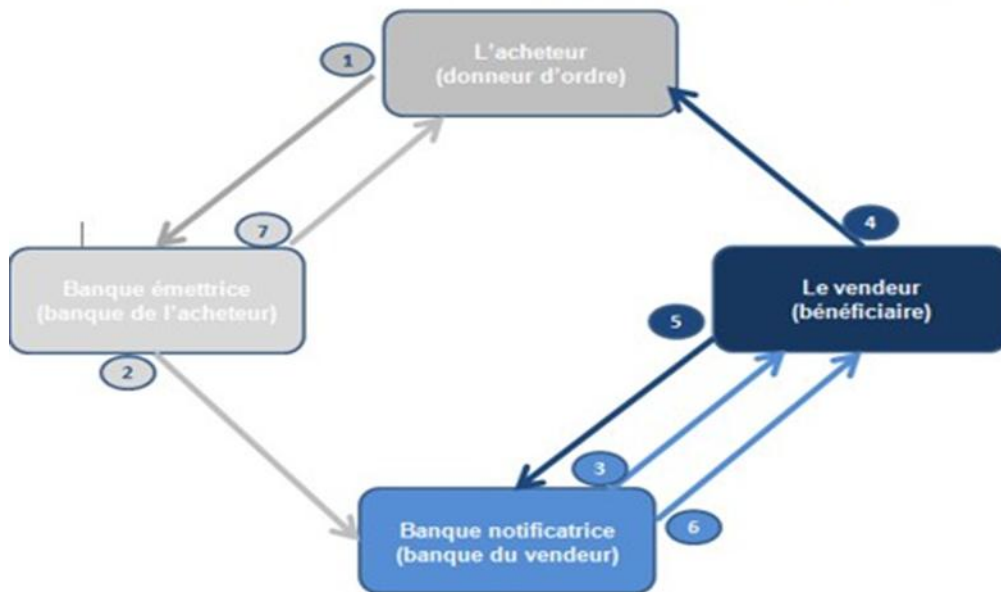 1
L'acheteur
(donneur d'ordre)
7
4
Banque émettrice
(banque de l'acheteur)
Le vendeur
(bénéficiaire)
5
2
3
Banque notificatrice
(banque du vendeur)
6